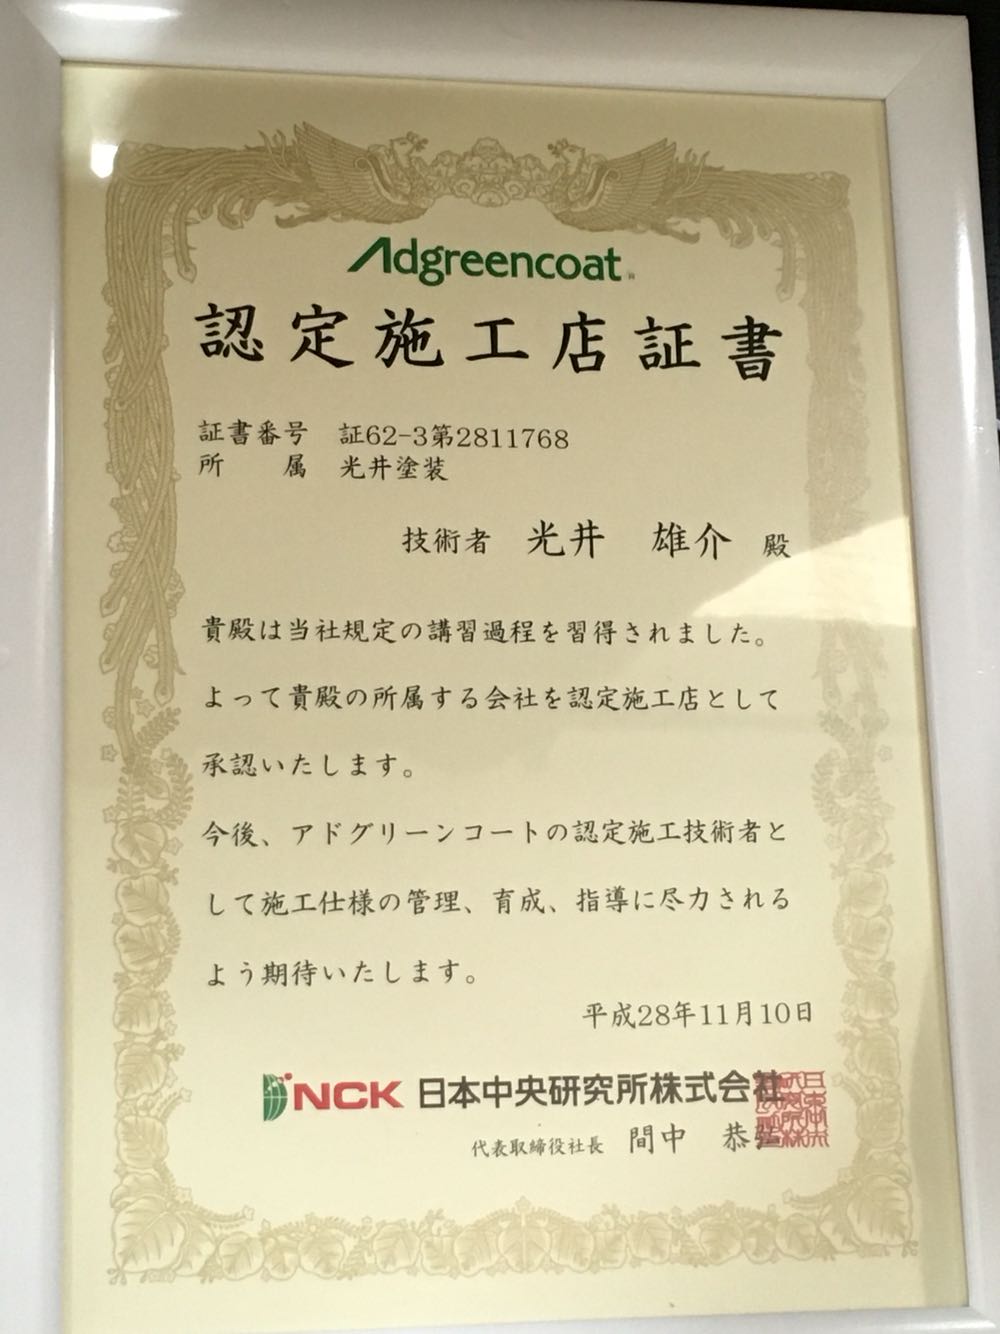 Adgreencoat
認定施工店証書
証書番号　証62-3第2811768
所　　属　光井塗装
技術者　光井　雄介　殿
貴殿は当社規定の講習過程を習得されました。
よって貴殿の所属する会社を認定施工店として
承認いたします。
今後、アドグリーンコートの認定施工技術者と
して施工仕様の管理、育成、指導に尽力される
よう期待いたします。
平成28年11月10日
NCK 日本中央研究所株式会社
代表取締役社長　間中　恭弘